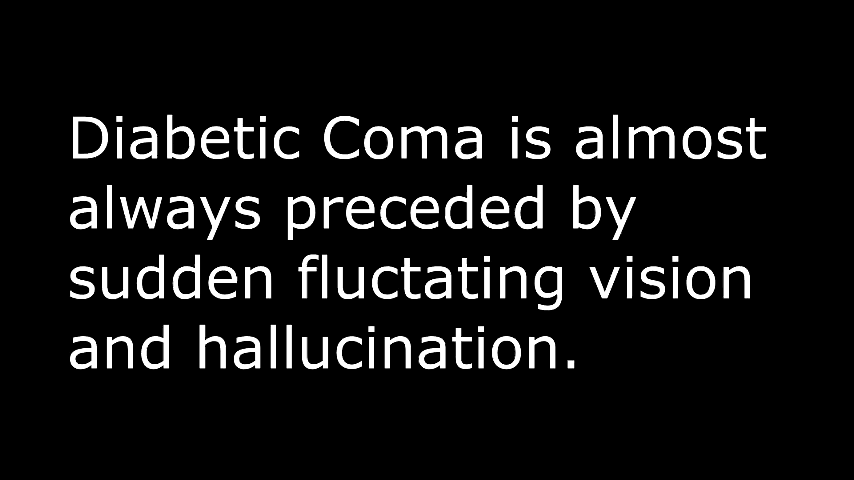 Diabetic Coma is almost
always preceded by
sudden fluctating vision
and hallucination.